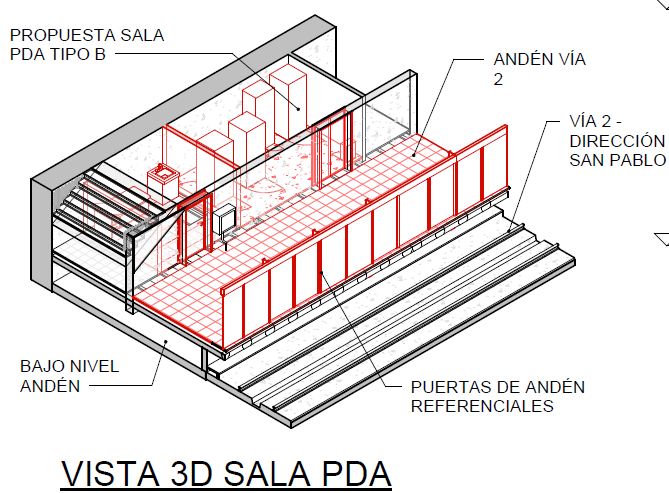 PROPUESTA SALA
PDA TIPO B
ANDÉN VÍA
2
VÍA 2 -
DIRECCIÓN
SAN PABLO
BAJO NIVEL
ANDÉN
PUERTAS DE ANDÉN
REFERENCIALES
VISTA 3D SALA PDA